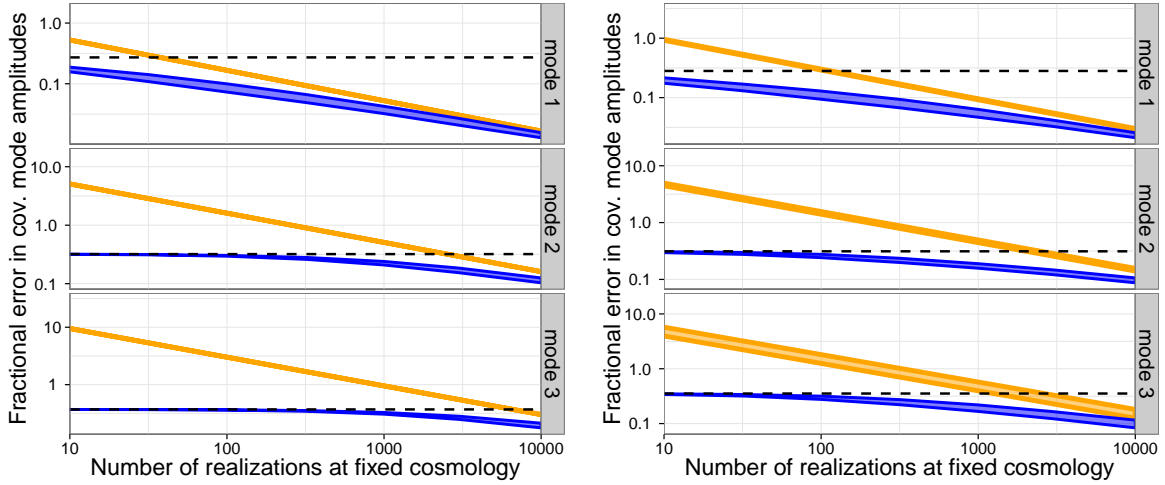 Fractional error in cov. mode amplitudes
1.0
0.1
mode 1
10.0
1.0
0.1
mode 2
10
1
mode 3
10
100
1000
10000
Number of realizations at fixed cosmology
Fractional error in cov. mode amplitudes
1.0
0.1
mode 1
10.0
1.0
0.1
mode 2
10.0
1.0
0.1
mode 3
10
100
1000
10000
Number of realizations at fixed cosmology